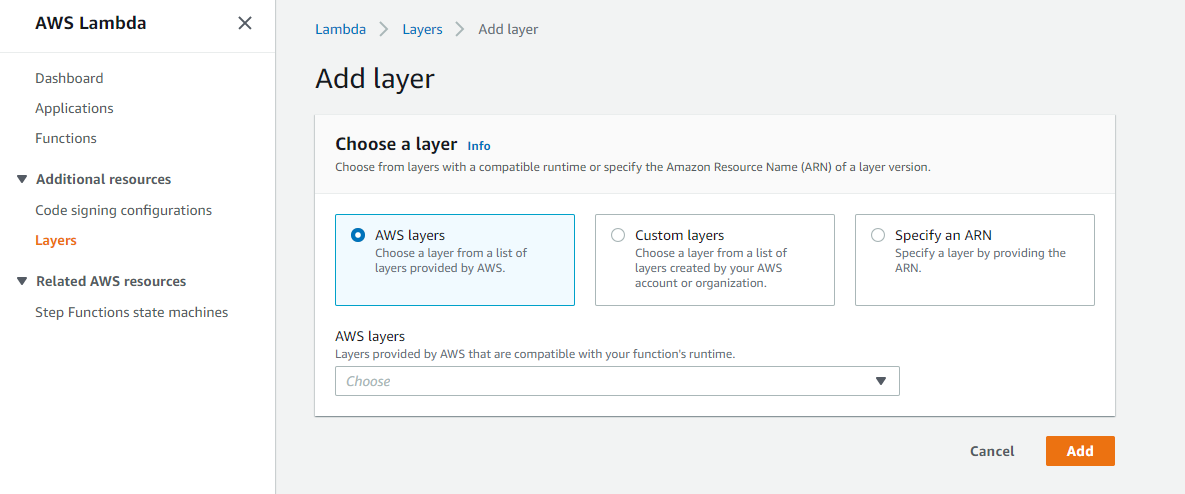 AWS Lambda
Dashboard
Applications
Functions
Additional resources
Code signing configurations
Layers
Related AWS resources
Step Functions state machines
Lambda Layers Add layer
Add layer
Choose a layer Info
Choose from layers with a compatible runtime or specify the Amazon Resource Name (ARN) of a layer version.
AWS layers
Choose a layer from a list of
layers provided by AWS.
Custom layers
Choose a layer from a list of
layers created by your AWS
account or organization.
Specify an ARN
Specify a layer by providing the
ARN.
AWS layers
Layers provided by AWS that are compatible with your function's runtime.
Choose
Cancel
Add